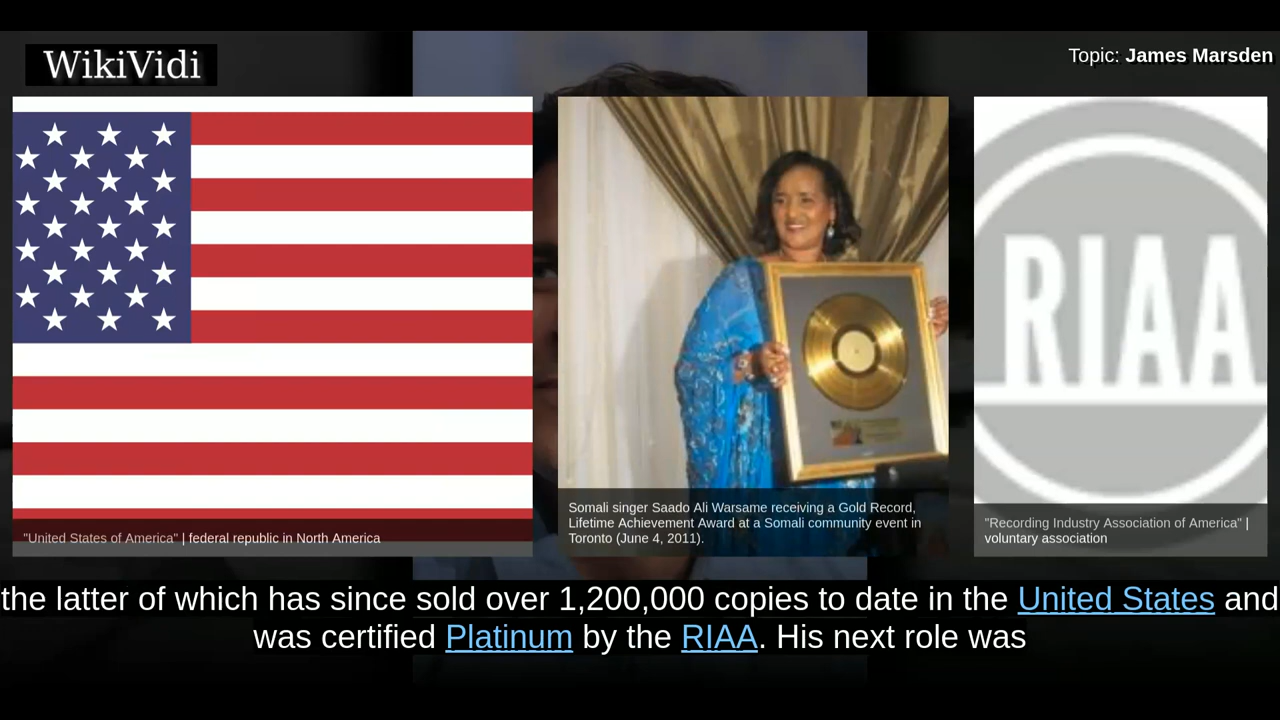 WikiVidi
Topic: James Marsden
RIAA
"United States of America" | federal republic in North America
Somali singer Saado Ali Warsame receiving a Gold Record,
Lifetime Achievement Award at a Somali community event in
Toronto (June 4, 2011).
"Recording Industry Association of America" |
voluntary association
the latter of which has since sold over 1,200,000 copies to date in the United States and
was certified Platinum by the RIAA. His next role was